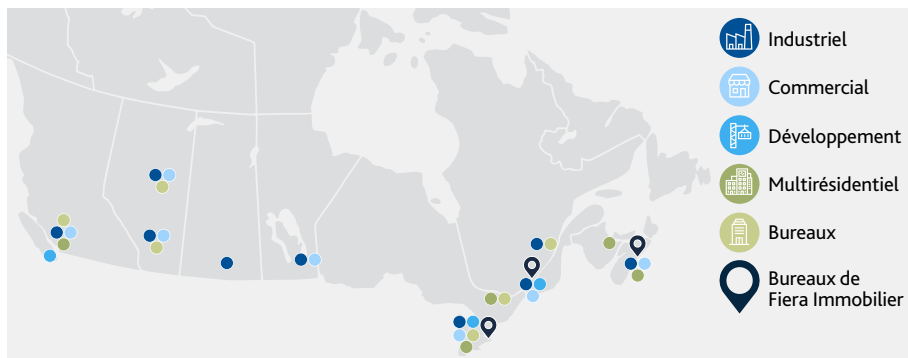 Industriel
Commercial
Développement
Multirésidentiel
Bureaux
Bureaux de
Fiera Immobilier